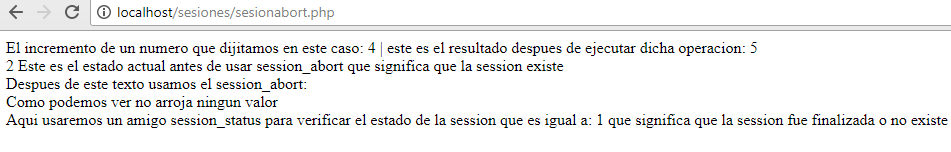 localhost/sesiones/sesionabort.php
El incremento de un numero que dijitamos en este caso: 4 | este es el resultado despues de ejecutar dicha operacion: 5
2 Este es el estado actual antes de usar session_abort que significa que la session existe
Despues de este texto usamos el session_abort:
Como podemos ver no arroja ningun valor
Aqui usaremos un amigo session_status para verificar el estado de la session que es igual a: 1 que significa que la session fue finalizada o no existe